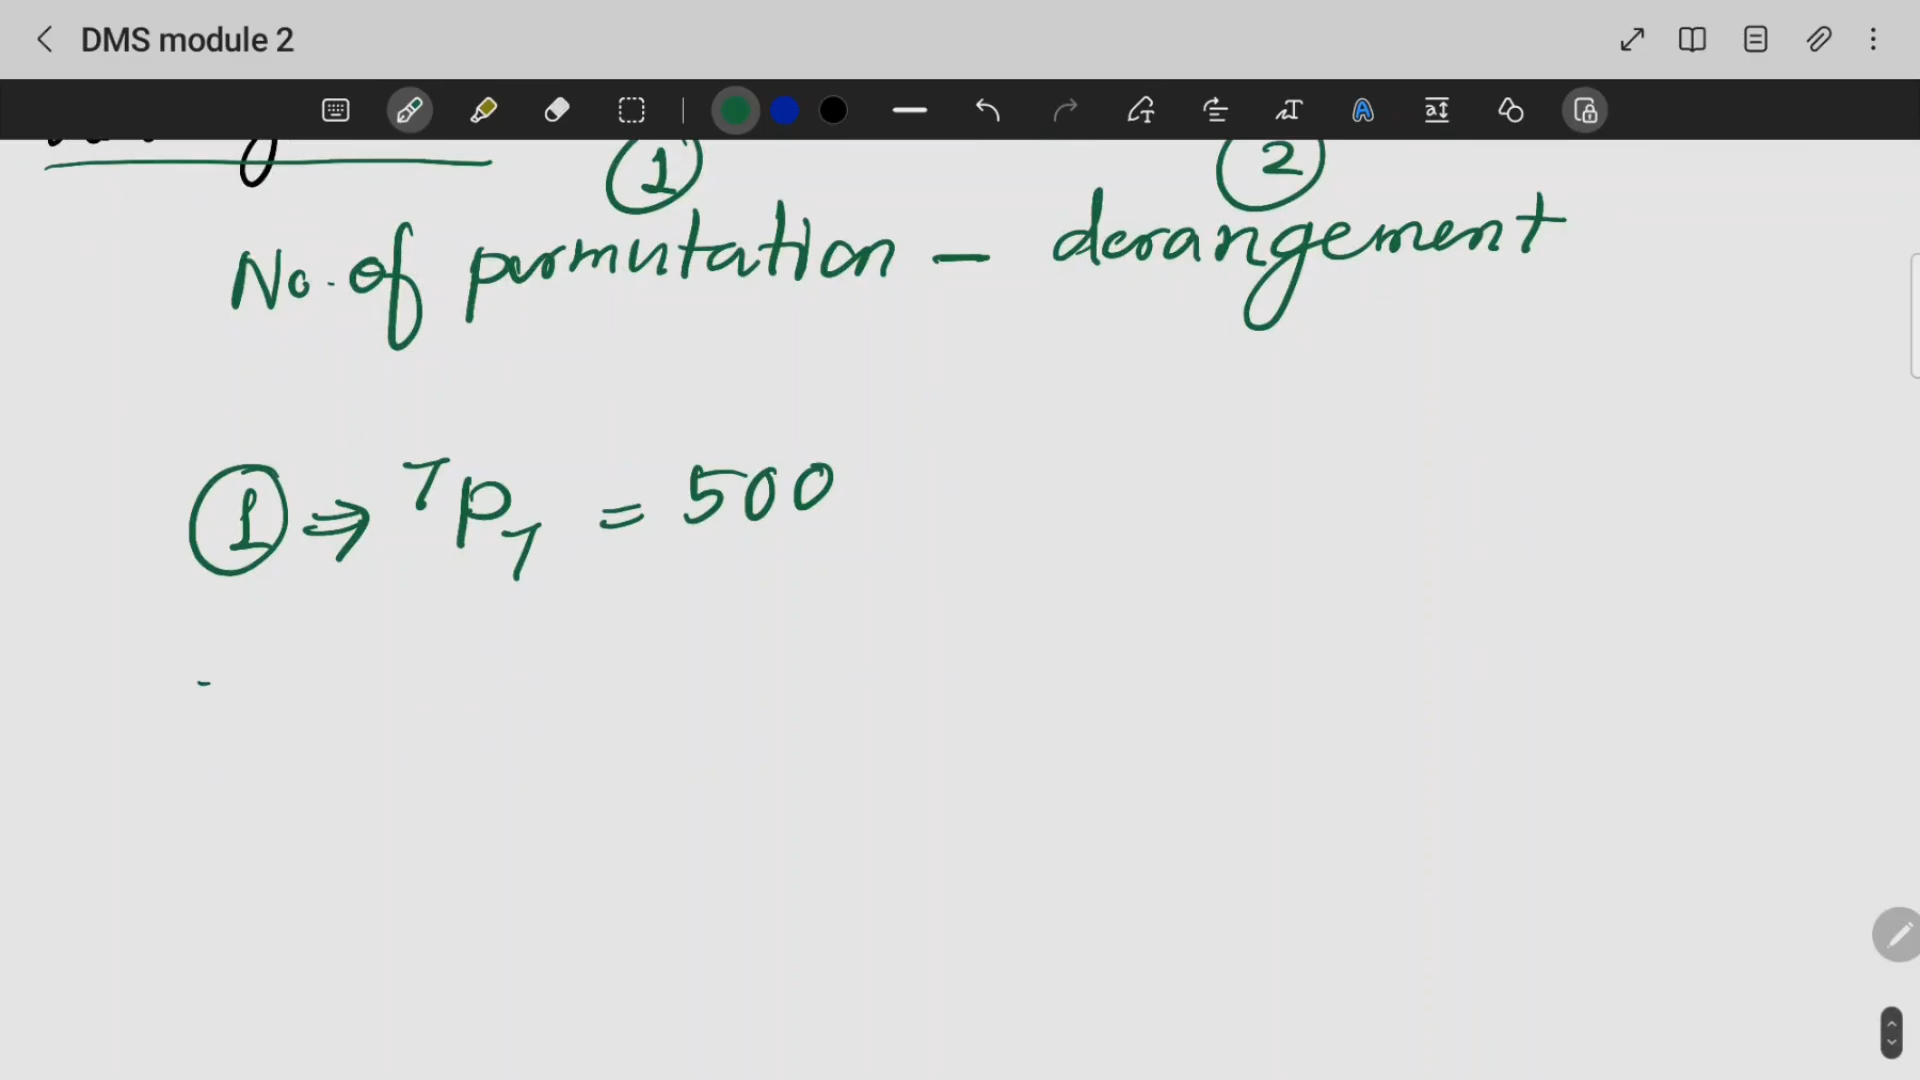 DMS module 2
1 2
No. of permutation - derangement
① ⇒ ⁷P₇ = 500